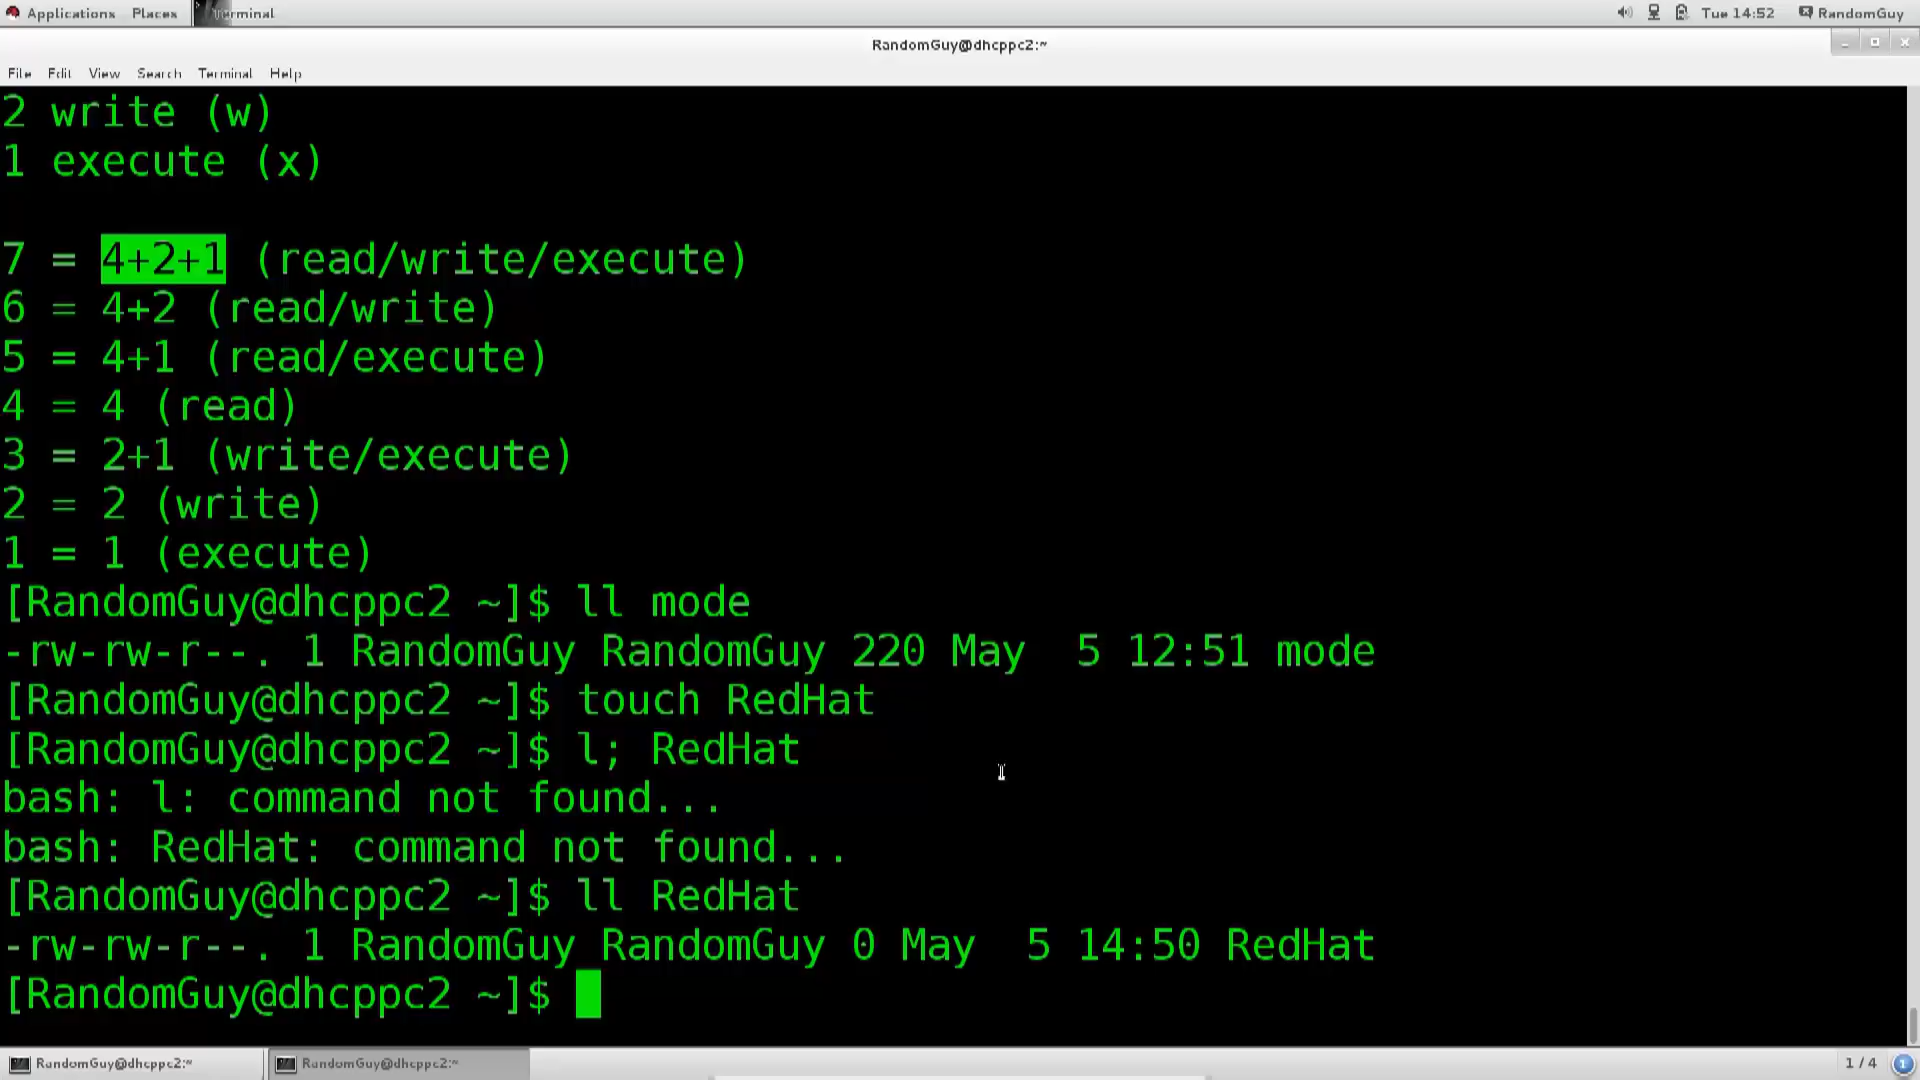 Applications Places Terminal Tue 14:52 RandomGuy
RandomGuy@dhcppc2:~
File Edit View Search Terminal Help
2 write (w)
1 execute (x)
7 = 4+2+1 (read/write/execute)
6 = 4+2 (read/write)
5 = 4+1 (read/execute)
4 = 4 (read)
3 = 2+1 (write/execute)
2 = 2 (write)
1 = 1 (execute)
[RandomGuy@dhcppc2 ~]$ ll mode
-rw-rw-r--. 1 RandomGuy RandomGuy 220 May  5 12:51 mode
[RandomGuy@dhcppc2 ~]$ touch RedHat
[RandomGuy@dhcppc2 ~]$ l; RedHat
bash: l: command not found...
bash: RedHat: command not found...
[RandomGuy@dhcppc2 ~]$ ll RedHat
-rw-rw-r--. 1 RandomGuy RandomGuy 0 May  5 14:50 RedHat
[RandomGuy@dhcppc2 ~]$
RandomGuy@dhcppc2:~ RandomGuy@dhcppc2:~ 1 / 4 1